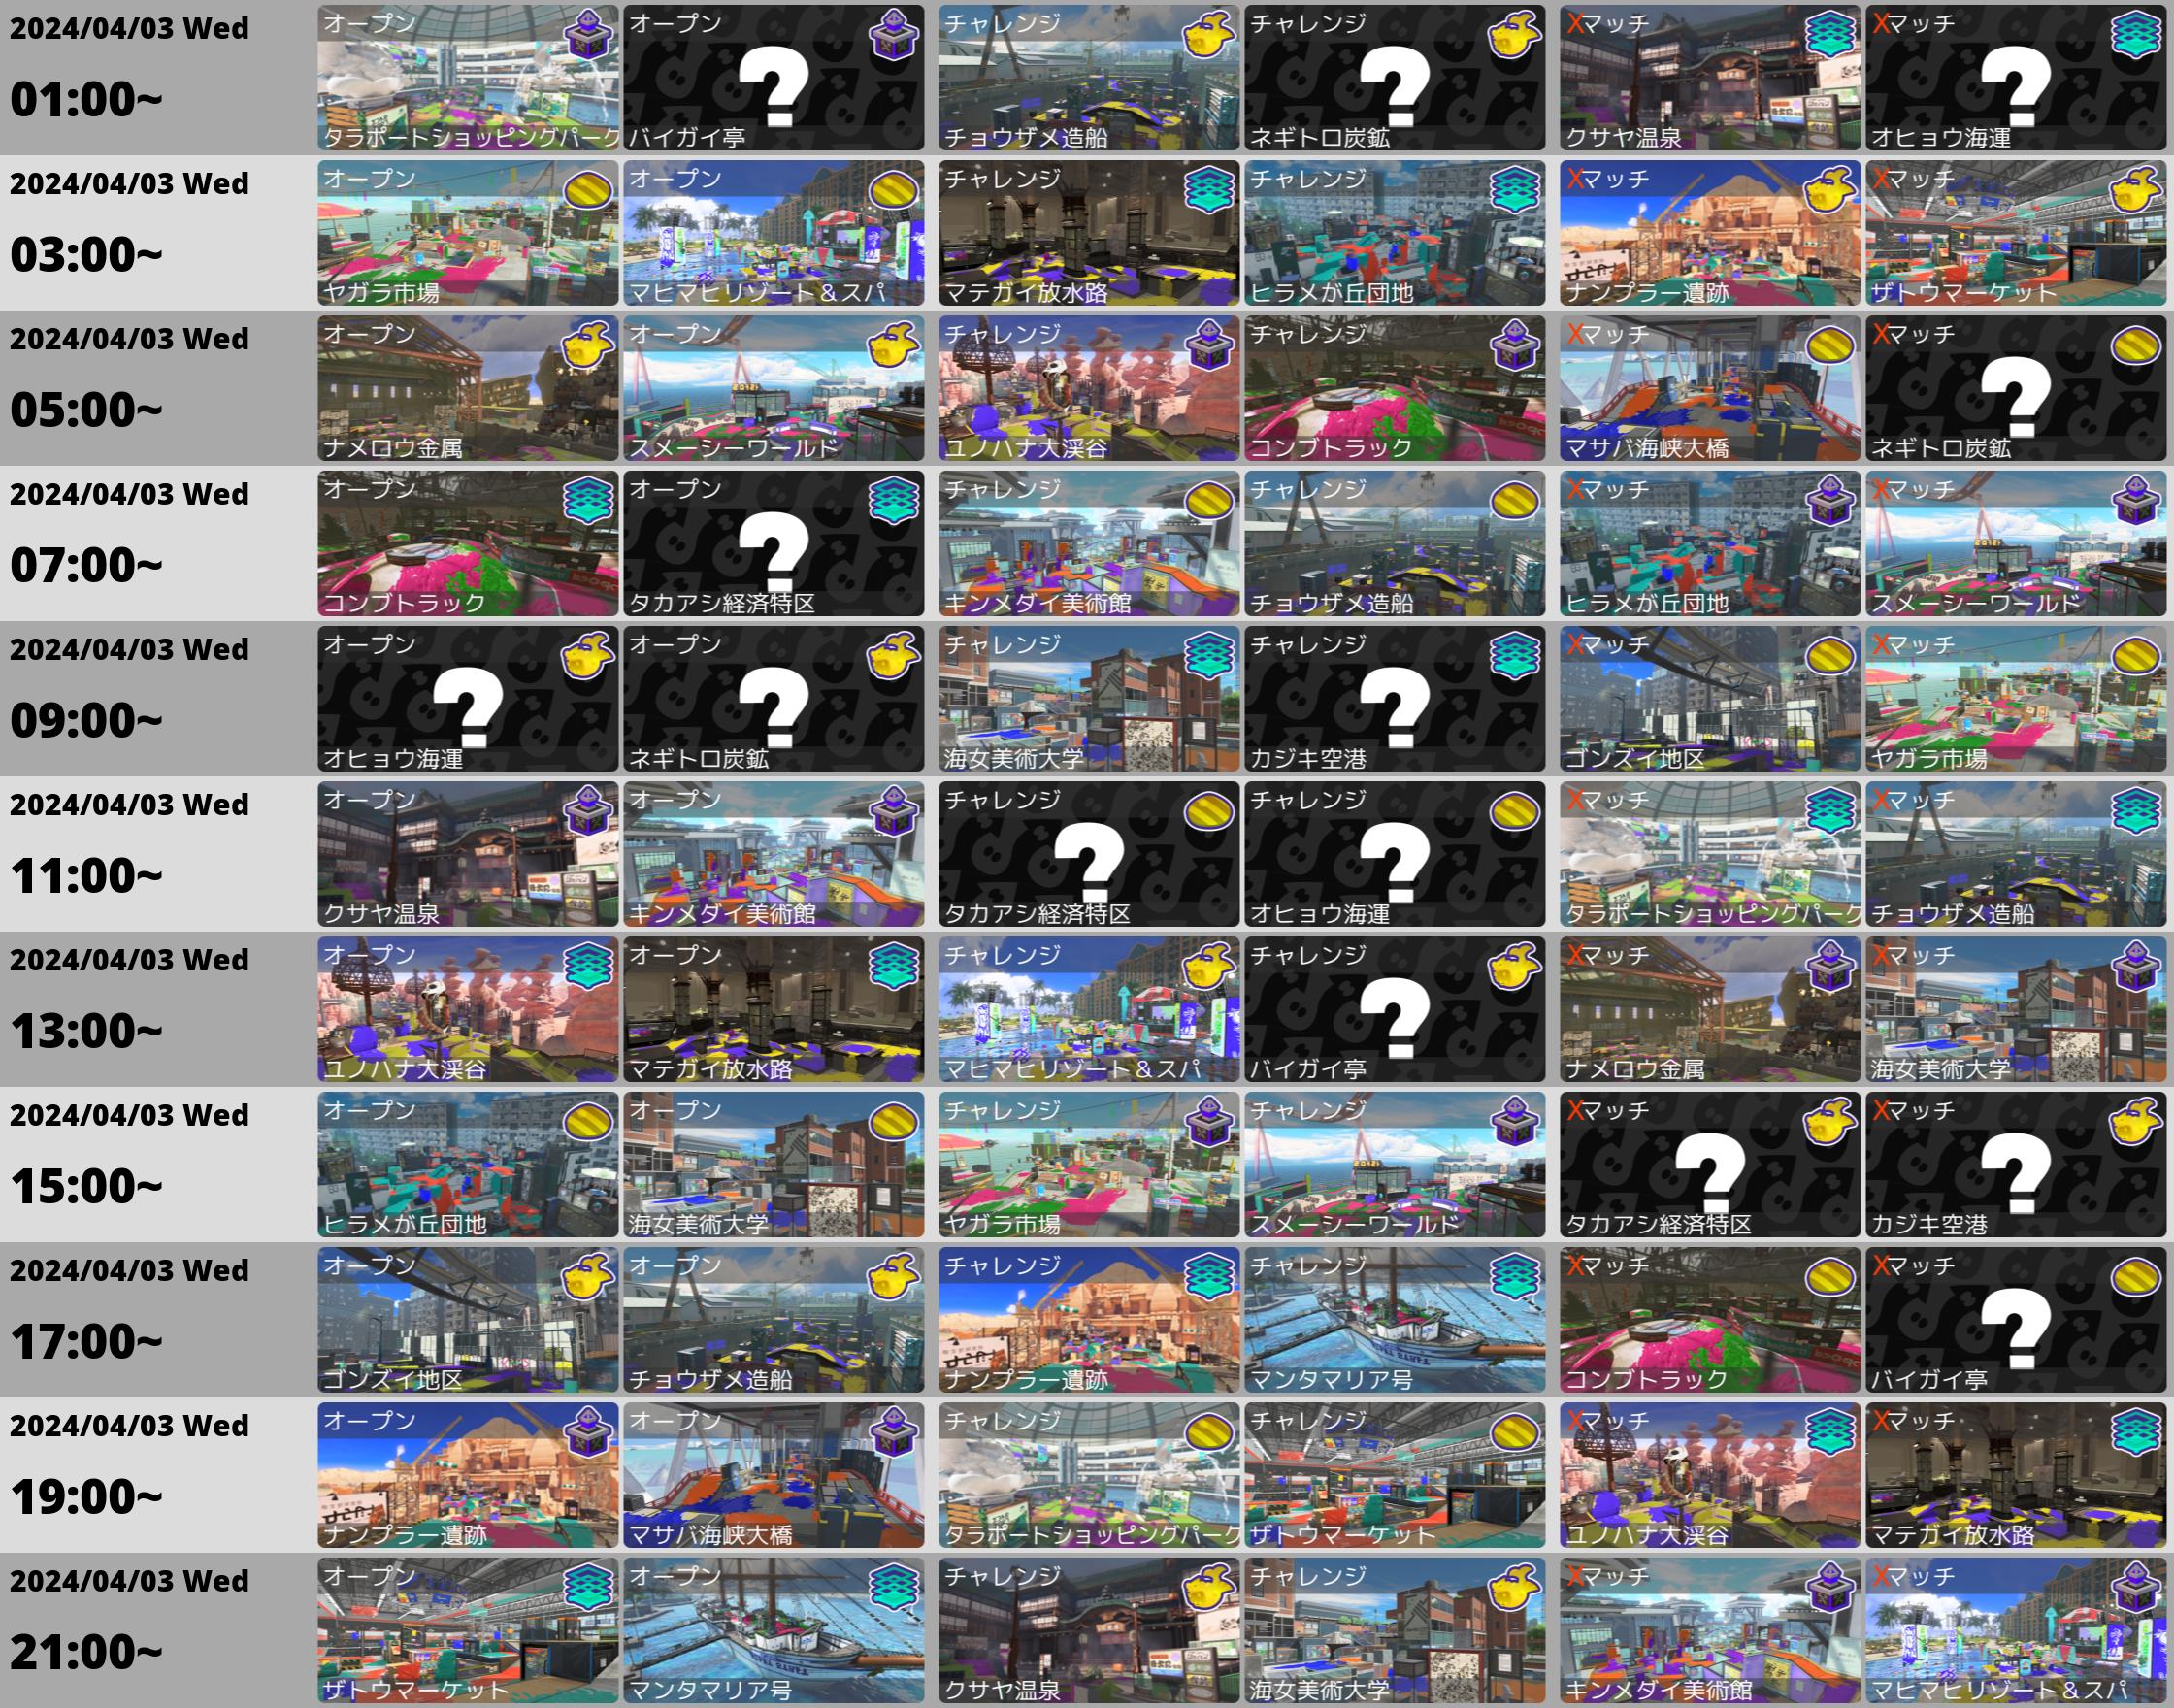 2024/04/03 Wed
01:00~
オープン
タラポートショッピングパーク
オープン
バイガイ亭
チャレンジ
チョウザメ造船
チャレンジ
ネギトロ炭鉱
Xマッチ
クサヤ温泉
Xマッチ
オヒョウ海運
2024/04/03 Wed
03:00~
オープン
ヤガラ市場
オープン
マヒマヒリゾート&スパ
チャレンジ
マテガイ放水路
チャレンジ
ヒラメが丘団地
Xマッチ
ナンプラー遺跡
Xマッチ
ザトウマーケット
2024/04/03 Wed
05:00~
オープン
ナメロウ金属
オープン
スメーシーワールド
チャレンジ
ユノハナ大渓谷
チャレンジ
コンブトラック
Xマッチ
マサバ海峡大橋
Xマッチ
ネギトロ炭鉱
2024/04/03 Wed
07:00~
オープン
コンブトラック
オープン
タカアシ経済特区
チャレンジ
キンメダイ美術館
チャレンジ
チョウザメ造船
Xマッチ
ヒラメが丘団地
Xマッチ
スメーシーワールド
2024/04/03 Wed
09:00~
オープン
オヒョウ海運
オープン
ネギトロ炭鉱
チャレンジ
海女美術大学
チャレンジ
カジキ空港
Xマッチ
ゴンズイ地区
Xマッチ
ヤガラ市場
2024/04/03 Wed
11:00~
オープン
クサヤ温泉
オープン
キンメダイ美術館
チャレンジ
タカアシ経済特区
チャレンジ
オヒョウ海運
Xマッチ
タラポートショッピングパーク
Xマッチ
チョウザメ造船
2024/04/03 Wed
13:00~
オープン
ユノハナ大渓谷
オープン
マテガイ放水路
チャレンジ
マヒマヒリゾート&スパ
チャレンジ
バイガイ亭
Xマッチ
ナメロウ金属
Xマッチ
海女美術大学
2024/04/03 Wed
15:00~
オープン
ヒラメが丘団地
オープン
海女美術大学
チャレンジ
ヤガラ市場
チャレンジ
スメーシーワールド
Xマッチ
タカアシ経済特区
Xマッチ
カジキ空港
2024/04/03 Wed
17:00~
オープン
ゴンズイ地区
オープン
チョウザメ造船
チャレンジ
ナンプラー遺跡
チャレンジ
マンタマリア号
Xマッチ
コンブトラック
Xマッチ
バイガイ亭
2024/04/03 Wed
19:00~
オープン
ナンプラー遺跡
オープン
マサバ海峡大橋
チャレンジ
タラポートショッピングパーク
チャレンジ
ザトウマーケット
Xマッチ
ユノハナ大渓谷
Xマッチ
マテガイ放水路
2024/04/03 Wed
21:00~
オープン
ザトウマーケット
オープン
マンタマリア号
チャレンジ
クサヤ温泉
チャレンジ
海女美術大学
Xマッチ
キンメダイ美術館
Xマッチ
マヒマヒリゾート&スパ